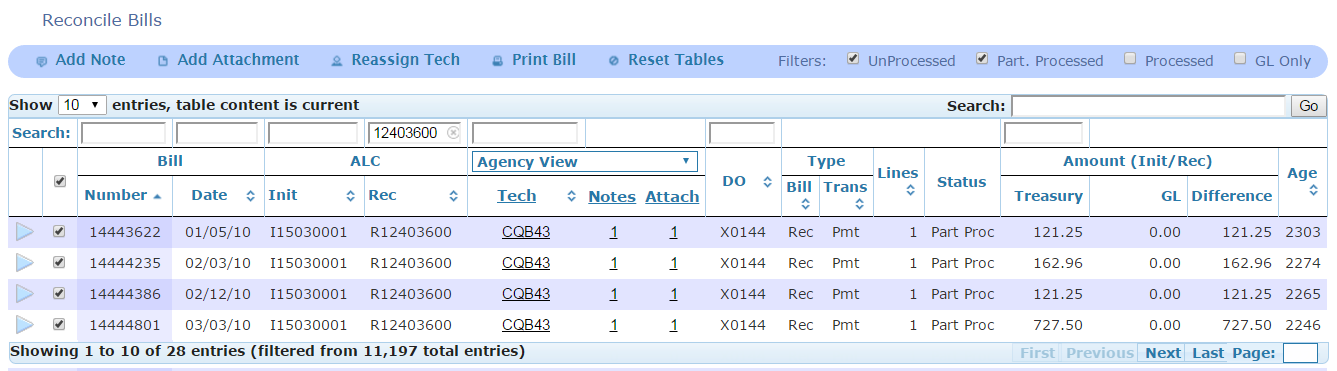 Reconcile Bills
Add Note Add Attachment Reassign Tech Print Bill Reset Tables Filters: UnProcessed Part. Processed Processed GL Only
Show 10 entries, table content is current Search: Go
Search: 12403600
Bill ALC Agency View DO Type Lines Status Amount (Init/Rec) Age
Number Date Init Rec Tech Notes Attach Bill Trans Treasury GL Difference
14443622 01/05/10 I15030001 R12403600 CQB43 1 1 X0144 Rec Pmt 1 Part Proc 121.25 0.00 121.25 2303
14444235 02/03/10 I15030001 R12403600 CQB43 1 1 X0144 Rec Pmt 1 Part Proc 162.96 0.00 162.96 2274
14444386 02/12/10 I15030001 R12403600 CQB43 1 1 X0144 Rec Pmt 1 Part Proc 121.25 0.00 121.25 2265
14444801 03/03/10 I15030001 R12403600 CQB43 1 1 X0144 Rec Pmt 1 Part Proc 727.50 0.00 727.50 2246
Showing 1 to 10 of 28 entries (filtered from 11,197 total entries) First Previous Next Last Page: